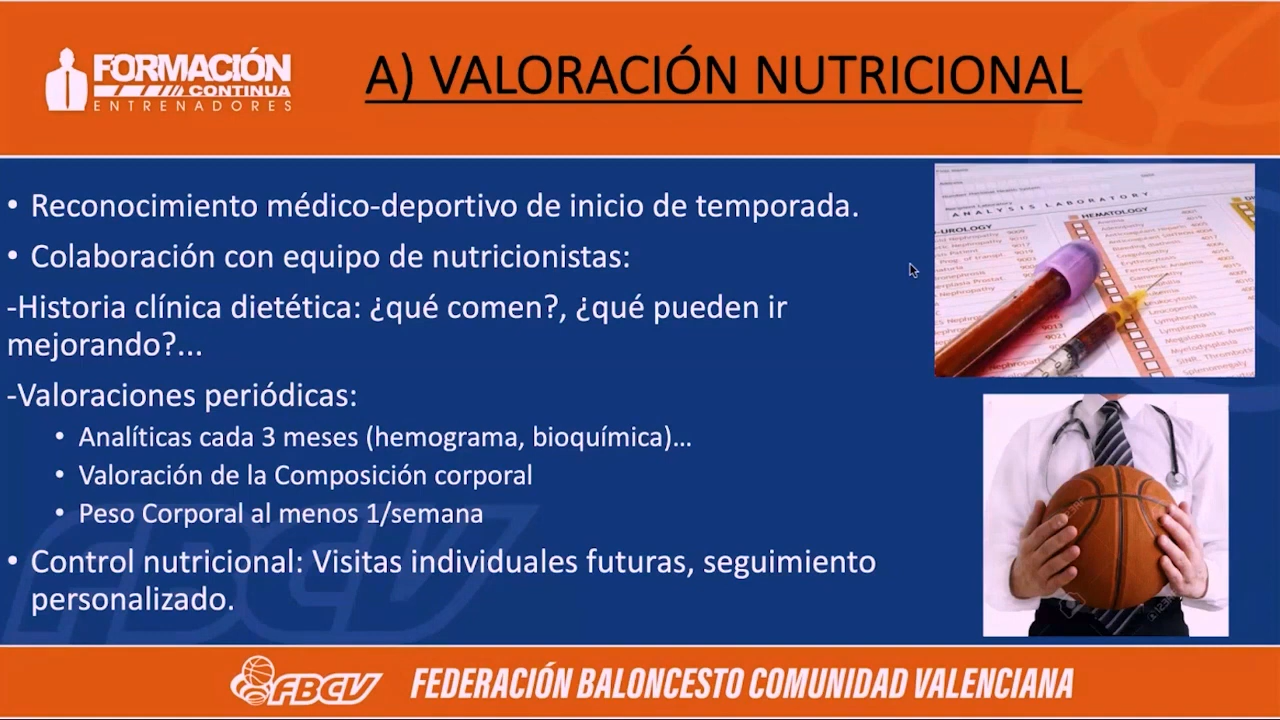 FORMACIÓN
CONTINUA
ENTRENADORES
A) VALORACIÓN NUTRICIONAL
• Reconocimiento médico-deportivo de inicio de temporada.
• Colaboración con equipo de nutricionistas:
-Historia clínica dietética: ¿qué comen?, ¿qué pueden ir
mejorando?...
-Valoraciones periódicas:
• Analíticas cada 3 meses (hemograma, bioquímica)...
• Valoración de la Composición corporal
• Peso Corporal al menos 1/semana
• Control nutricional: Visitas individuales futuras, seguimiento
personalizado.
ANALYSIS LABORATORY
HEMATOLOGY
UROLOGY
FBCV
FEDERACIÓN BALONCESTO COMUNIDAD VALENCIANA